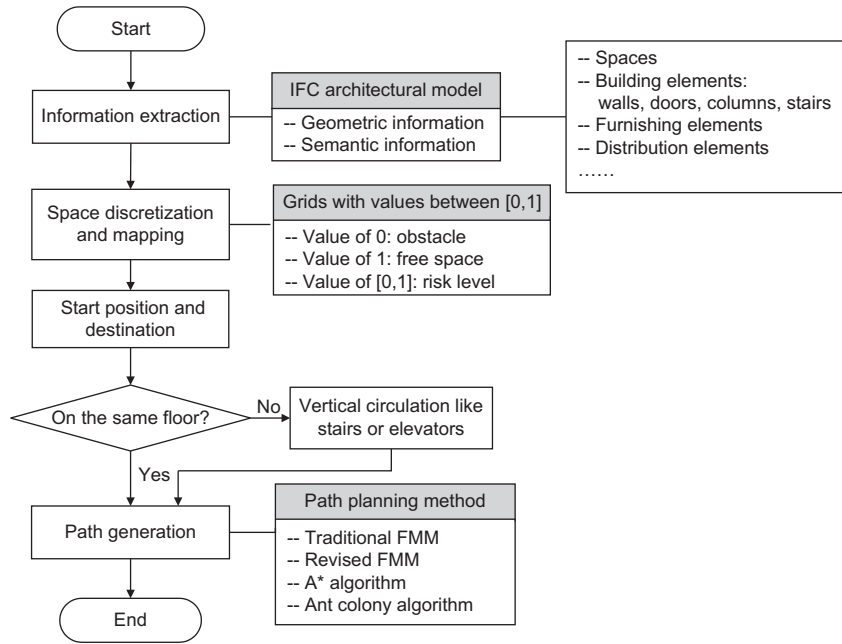 Start
Information extraction
IFC architectural model
-- Geometric information
-- Semantic information
-- Spaces
-- Building elements:
walls, doors, columns, stairs
-- Furnishing elements
-- Distribution elements
......
Space discretization
and mapping
Grids with values between [0,1]
-- Value of 0: obstacle
-- Value of 1: free space
-- Value of [0,1]: risk level
Start position and
destination
On the same floor?
No
Vertical circulation like
stairs or elevators
Yes
Path generation
Path planning method
-- Traditional FMM
-- Revised FMM
-- A* algorithm
-- Ant colony algorithm
End